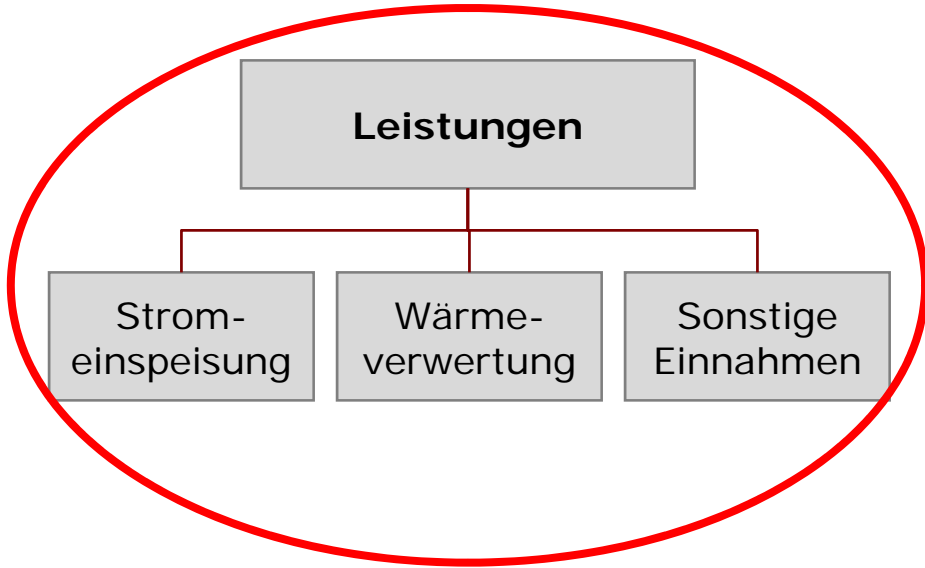 Leistungen
Strom-
einspeisung
Wärme-
verwertung
Sonstige
Einnahmen